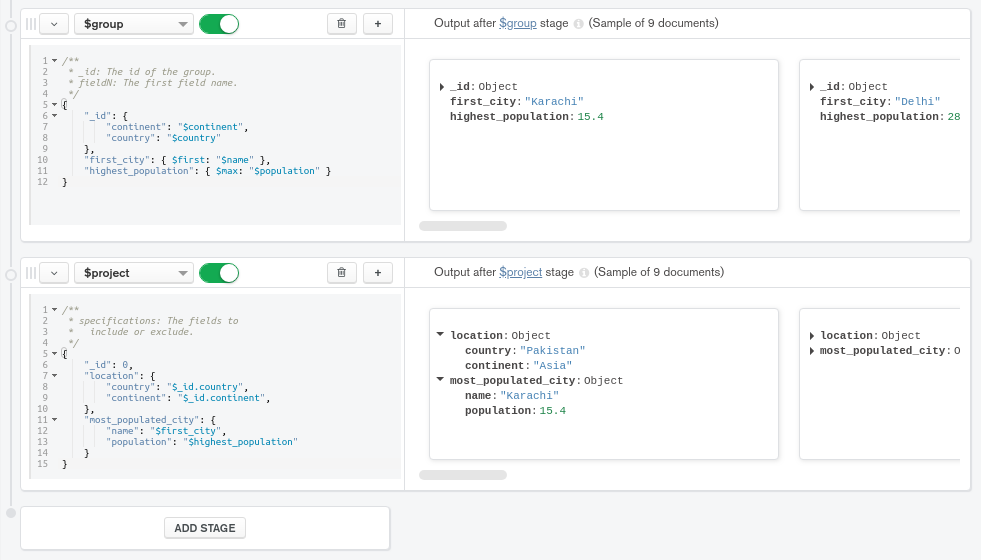 $group
Output after $group stage (Sample of 9 documents)
1 /**
2 * _id: The id of the group.
3 * fieldN: The first field name.
4 */
5 {
6 "_id": {
7 "continent": "$continent",
8 "country": "$country"
9 },
10 "first_city": { $first: "$name" },
11 "highest_population": { $max: "$population" }
12 }
_id: Object
first_city: "Karachi"
highest_population: 15.4
_id: Object
first_city: "Delhi"
highest_population: 28
$project
Output after $project stage (Sample of 9 documents)
1 /**
2 * specifications: The fields to
3 * include or exclude.
4 */
5 {
6 "_id": 0,
7 "location": {
8 "country": "$_id.country",
9 "continent": "$_id.continent",
10 },
11 "most_populated_city": {
12 "name": "$first_city",
13 "population": "$highest_population"
14 }
15 }
location: Object
country: "Pakistan"
continent: "Asia"
most_populated_city: Object
name: "Karachi"
population: 15.4
location: Object
most_populated_city: O
ADD STAGE